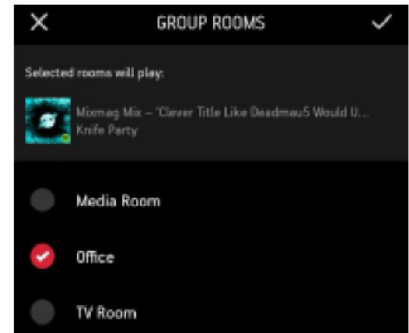 GROUP ROOMS
Selected rooms will play:
Mixmag Mix – 'Clever Title Like Deadmau5 Would U...
Knife Party
Media Room
Office
TV Room